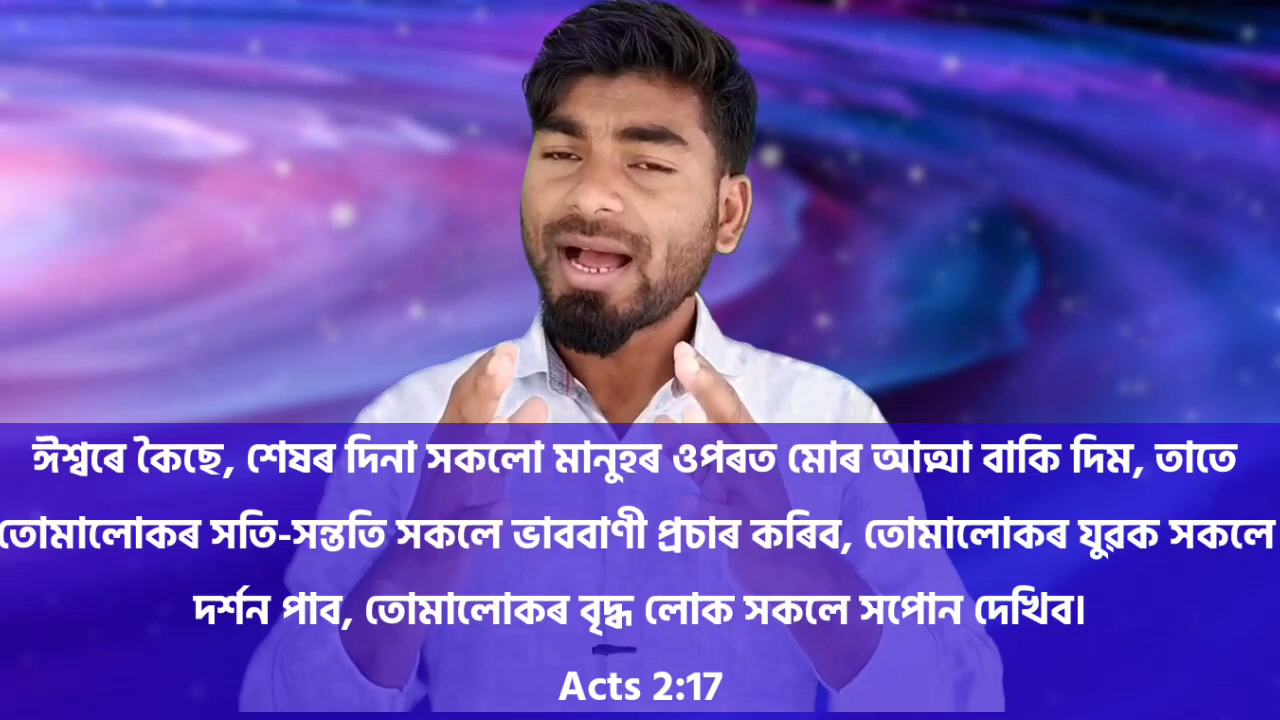 ঈশ্বৰে কৈছে, শেষৰ দিনা সকলো মানুহৰ ওপৰত মোৰ আত্মা বাকি দিম, তাতে
তোমালোকৰ সতি-সন্ততি সকলে ভাববাণী প্ৰচাৰ কৰিব, তোমালোকৰ যুৱক সকলে
দৰ্শন পাব, তোমালোকৰ বৃদ্ধ লোক সকলে সপোন দেখিব।
Acts 2:17